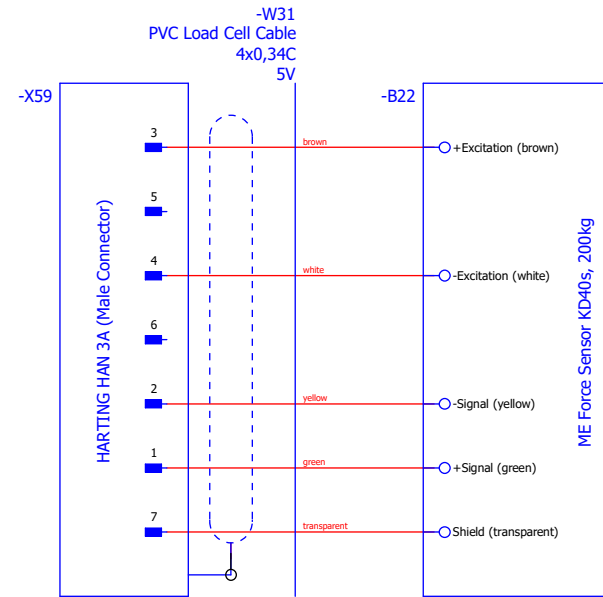 -W31
PVC Load Cell Cable
4x0,34C
5V
-X59
-B22
HARTING HAN 3A (Male Connector)
3
brown
+Excitation (brown)
5
4
white
-Excitation (white)
6
2
yellow
-Signal (yellow)
1
green
+Signal (green)
7
transparent
Shield (transparent)
ME Force Sensor KD40s, 200kg